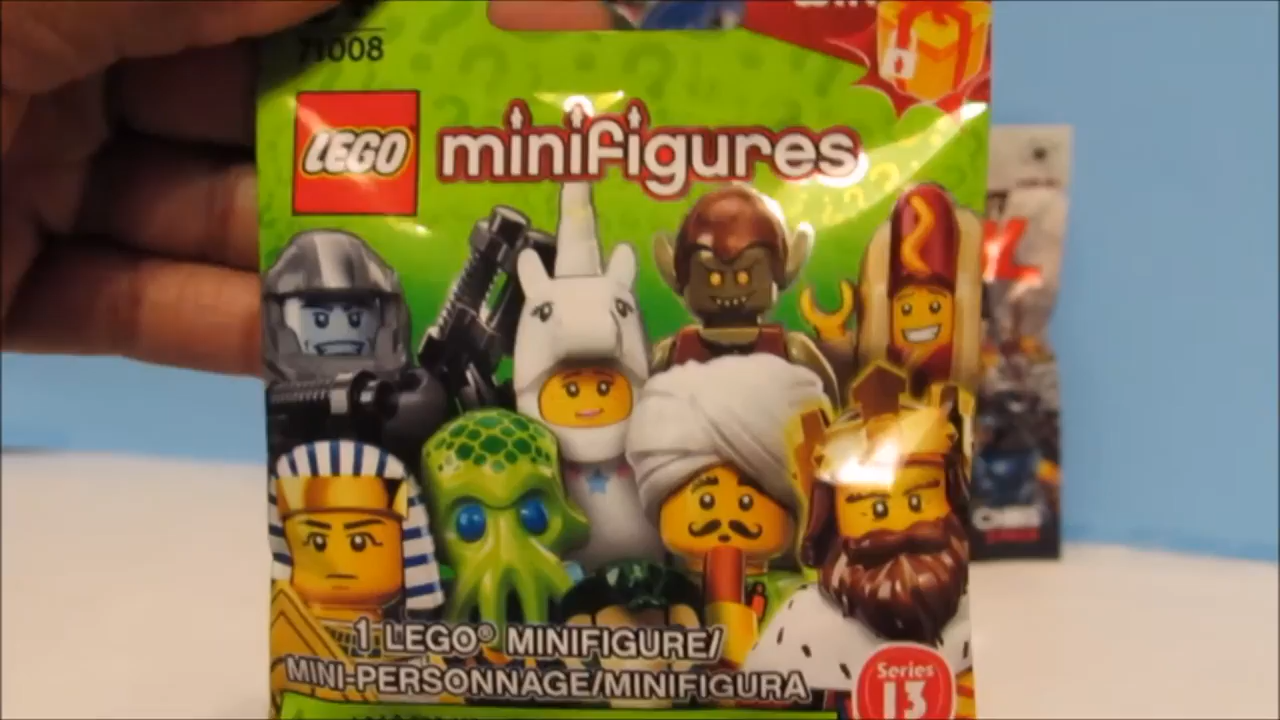 71008
LEGO
minifigures
1 LEGO® MINIFIGURE/
MINI-PERSONNAGE/MINIFIGURA
Series
13